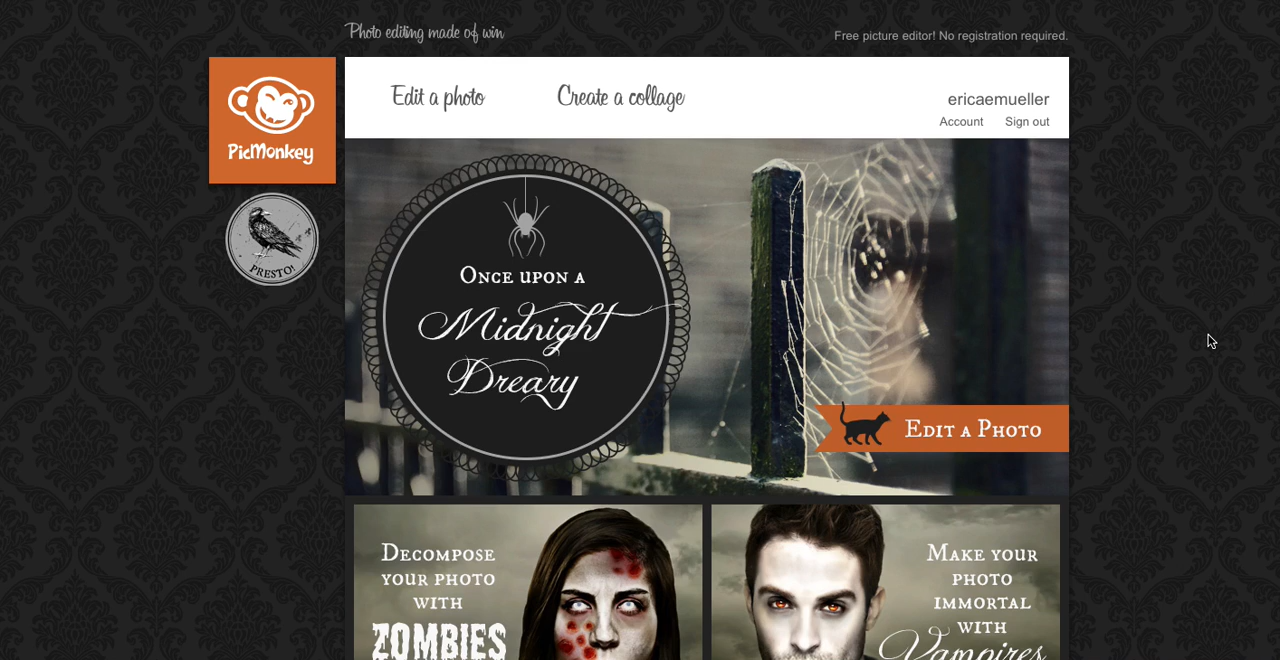 Photo editing made of win
Free picture editor! No registration required.
PicMonkey
Edit a photo
Create a collage
ericaemueller
Account
Sign out
PRESTO!
Once upon a
Midnight
Dreary
Edit a Photo
Decompose
your photo
with
ZOMBIES
Make your
photo
immortal
with
Vampires